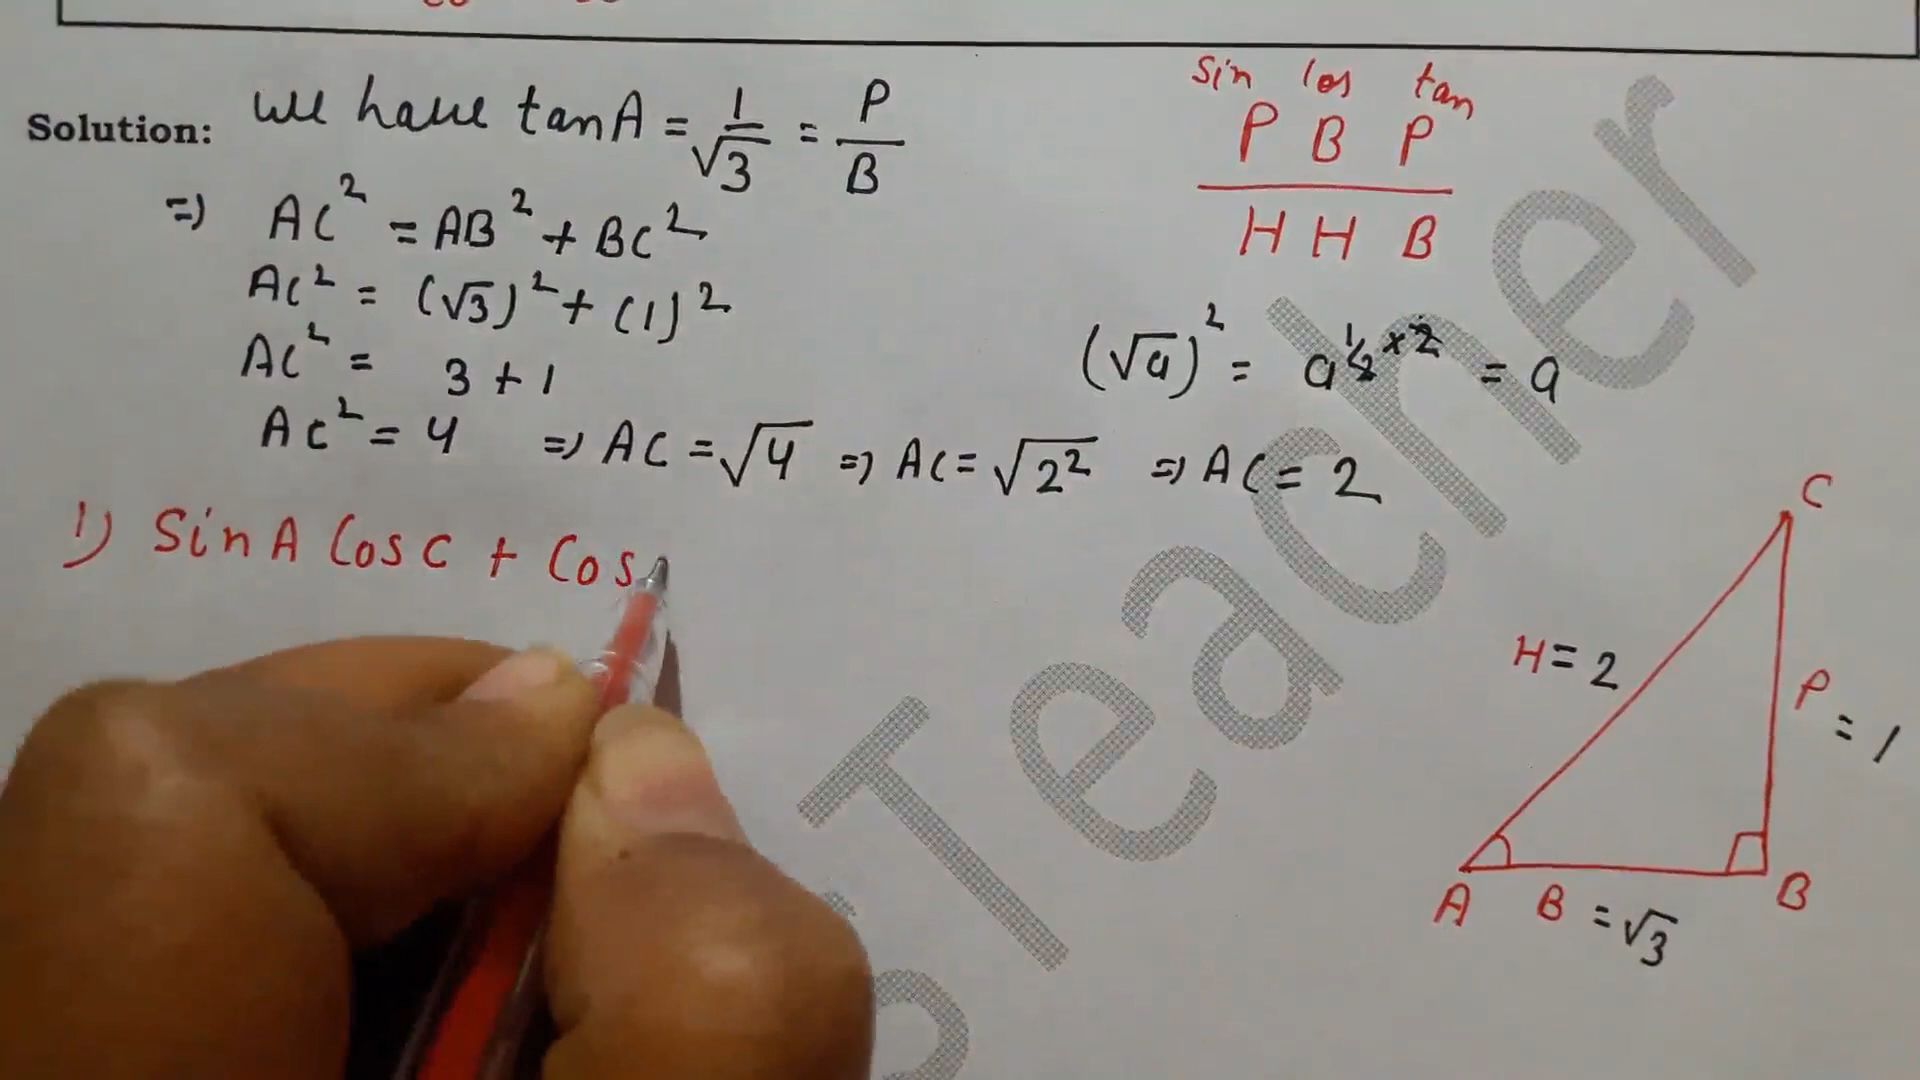 Solution: We have tan A = 1/√3 = P/B
=) AC² = AB² + BC²
AC² = (√3)² + (1)²
AC² = 3 + 1
AC² = 4 =) AC = √4 =) AC = √2² =) AC = 2
1) Sin A Cos C + Cos
Sin Cos tan
P B P
H H B
(√a)² = a^½×2 = a
C
H = 2
P = 1
A B = √3 B
Teacher